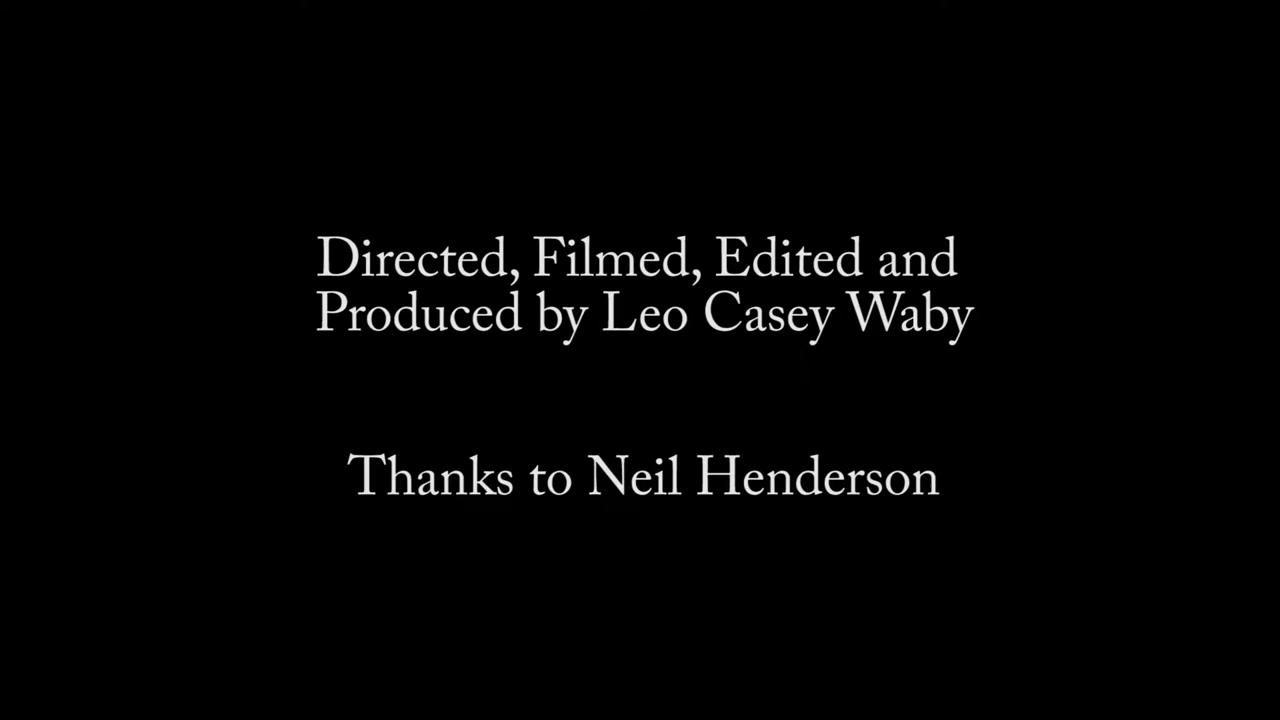 Directed, Filmed, Edited and
Produced by Leo Casey Waby
Thanks to Neil Henderson